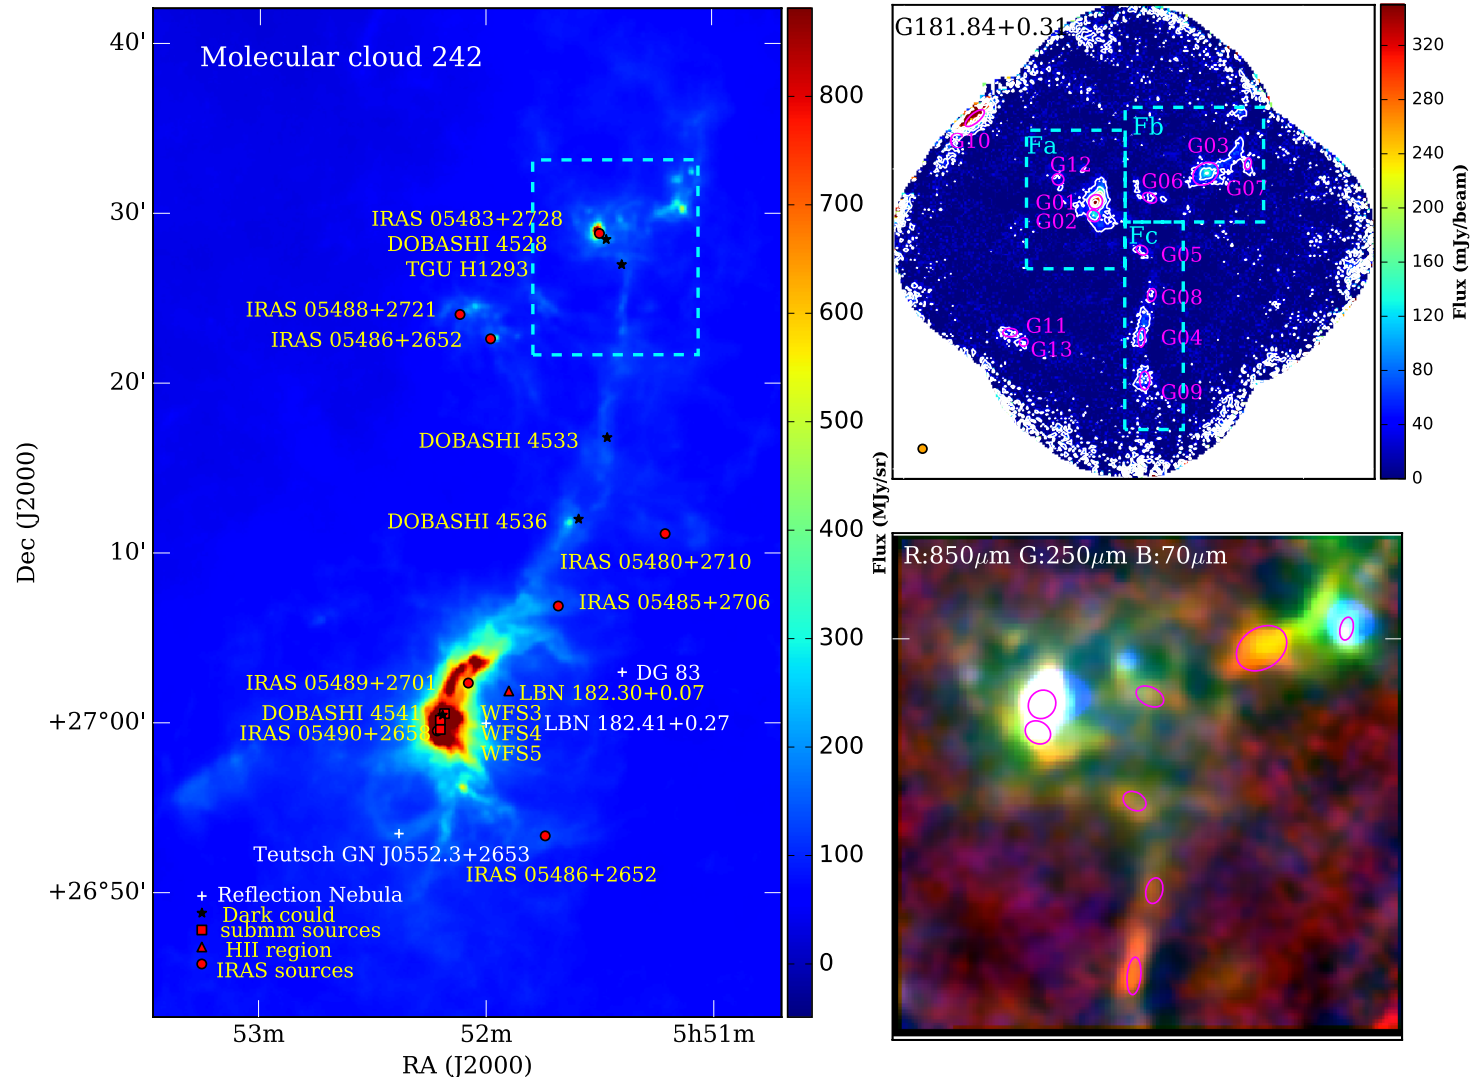 Molecular cloud 242
40'
30'
20'
10'
+27°00'
+26°50'
Dec (J2000)
53m
52m
5h51m
RA (J2000)
IRAS 05483+2728
DOBASHI 4528
TGU H1293
IRAS 05488+2721
IRAS 05486+2652
DOBASHI 4533
DOBASHI 4536
IRAS 05480+2710
IRAS 05485+2706
DG 83
IRAS 05489+2701
LBN 182.30+0.07
DOBASHI 4541
WFS3
LBN 182.41+0.27
IRAS 05490+2658
WFS4
WFS5
Teutsch GN J0552.3+2653
IRAS 05486+2652
Reflection Nebula
Dark could
submm sources
HII region
IRAS sources
800
700
600
500
400
300
200
100
0
Flux (MJy/sr)
G181.84+0.31
G10
Fa
G12
G01
G02
Fb
G03
G06
G07
Fc
G05
G08
G04
G09
G11
G13
320
280
240
200
160
120
80
40
0
Flux (mJy/beam)
R:850μm G:250μm B:70μm